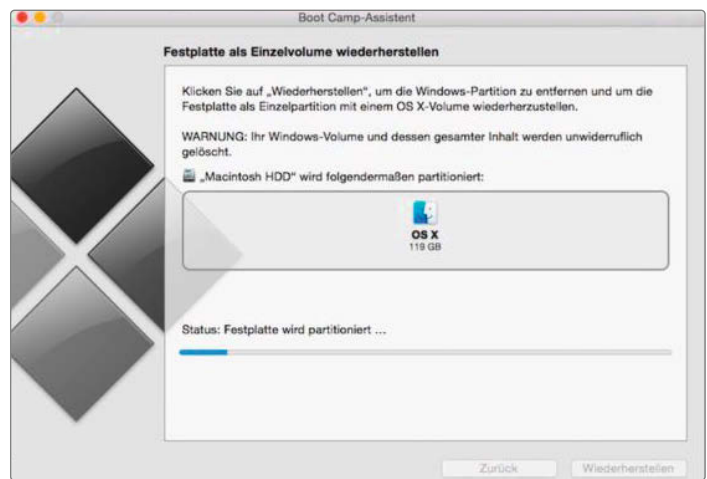 Boot Camp-Assistent
Festplatte als Einzelvolume wiederherstellen
Klicken Sie auf „Wiederherstellen“, um die Windows-Partition zu entfernen und um die
Festplatte als Einzelpartition mit einem OS X-Volume wiederherzustellen.
WARNUNG: Ihr Windows-Volume und dessen gesamter Inhalt werden unwiderruflich
gelöscht.
„Macintosh HDD“ wird folgendermaßen partitioniert:
OS X
119 GB
Status: Festplatte wird partitioniert ...
Zurück
Wiederherstellen